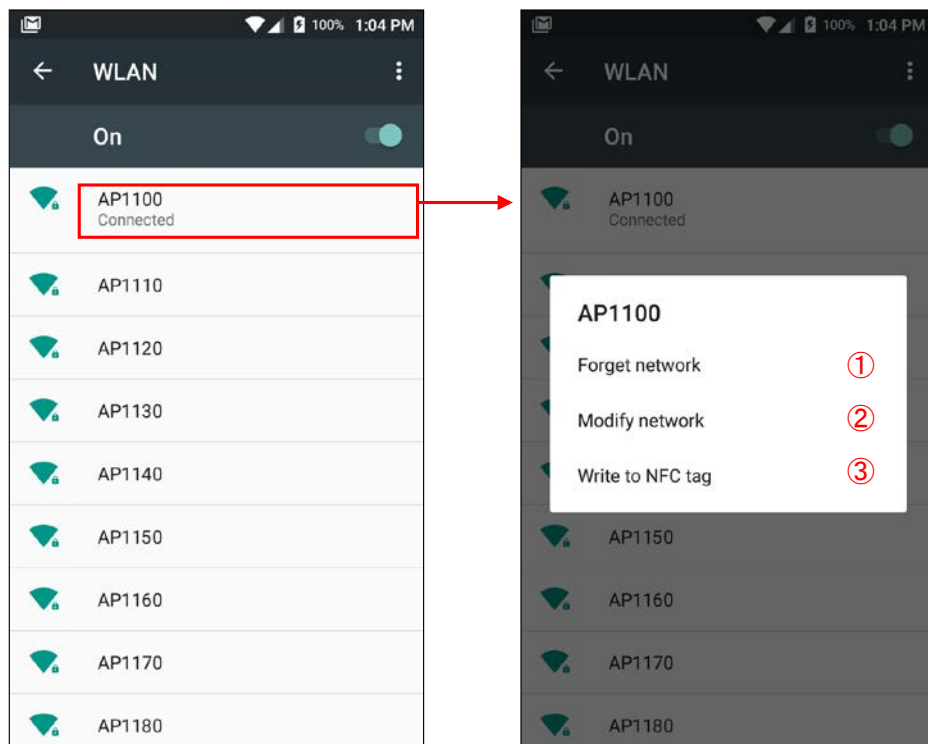 100% 1:04 PM
WLAN
On
AP1100
Connected
AP1110
AP1120
AP1130
AP1140
AP1150
AP1160
AP1170
AP1180
100% 1:04 PM
WLAN
On
AP1100
Connected
AP1100
Forget network ①
Modify network ②
Write to NFC tag ③
AP1150
AP1160
AP1170
AP1180